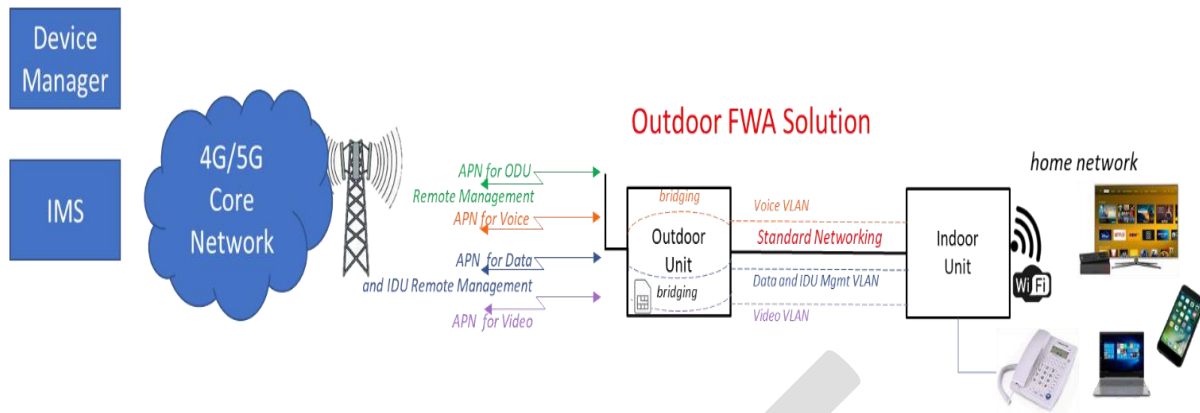 Device
Manager
IMS
4G/5G
Core
Network
Outdoor FWA Solution
APN for ODU
Remote Management
APN for Voice
APN for Data
and IDU Remote Management
APN for Video
bridging
Outdoor
Unit
bridging
Voice VLAN
Standard Networking
Data and IDU Mgmt VLAN
Video VLAN
Indoor
Unit
home network
Wi Fi